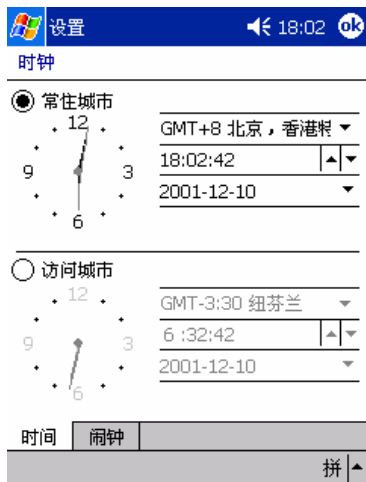 设置 18:02 ok
时钟
常住城市
12
9
3
6
GMT+8 北京，香港特
18:02:42
2001-12-10
访问城市
12
9
3
6
GMT-3:30 纽芬兰
6 :32:42
2001-12-10
时间 闹钟
拼